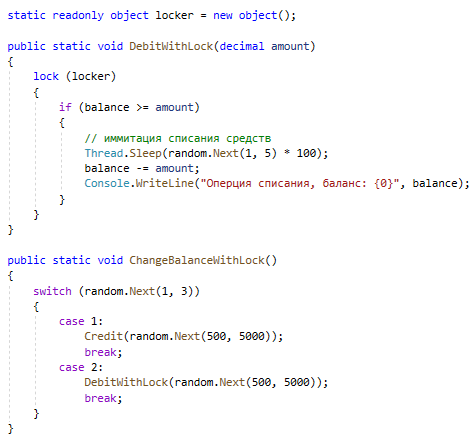 static readonly object locker = new object();

public static void DebitWithLock(decimal amount)
{
    lock (locker)
    {
        if (balance >= amount)
        {
            // иммитация списания средств
            Thread.Sleep(random.Next(1, 5) * 100);
            balance -= amount;
            Console.WriteLine("Оперция списания, баланс: {0}", balance);
        }
    }
}

public static void ChangeBalanceWithLock()
{
    switch (random.Next(1, 3))
    {
        case 1:
            Credit(random.Next(500, 5000));
            break;
        case 2:
            DebitWithLock(random.Next(500, 5000));
            break;
    }
}